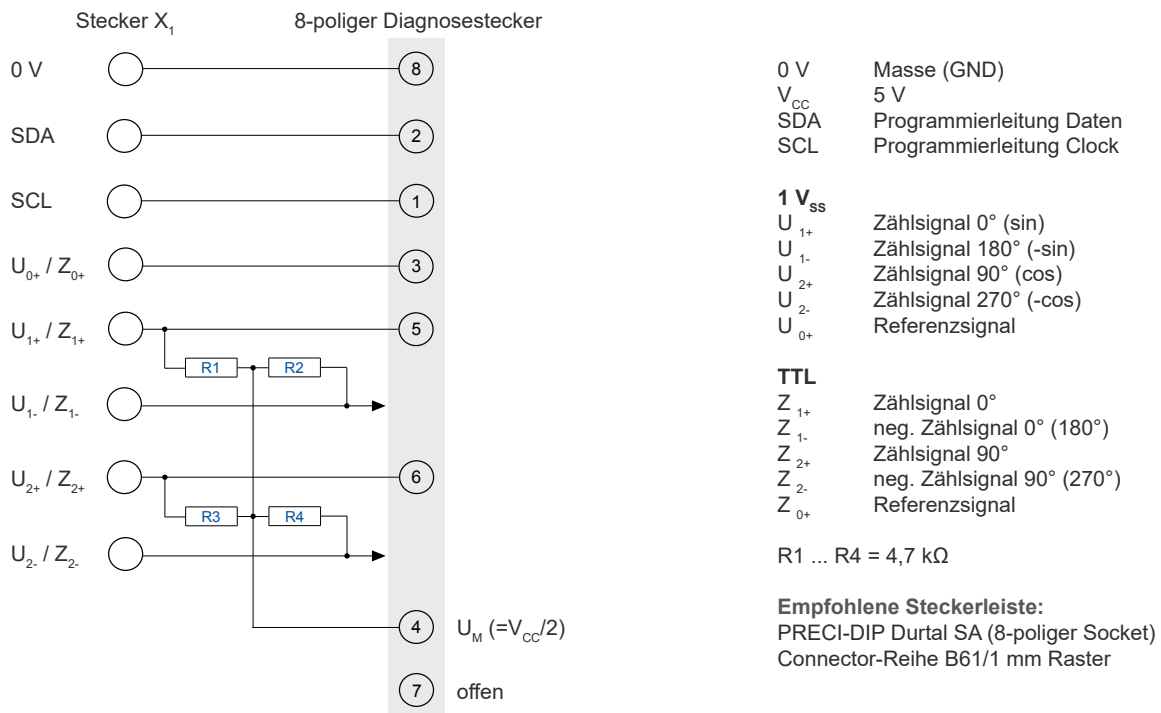 Stecker X1 8-poliger Diagnosestecker
0 V 8
SDA 2
SCL 1
U0+ / Z0+ 3
U1+ / Z1+ 5
R1 R2
U1- / Z1-
U2+ / Z2+ 6
R3 R4
U2- / Z2-
4 UM (=VCC/2)
7 offen
0 V Masse (GND)
VCC 5 V
SDA Programmierleitung Daten
SCL Programmierleitung Clock
1 VSS
U 1+ Zählsignal 0° (sin)
U 1- Zählsignal 180° (-sin)
U 2+ Zählsignal 90° (cos)
U 2- Zählsignal 270° (-cos)
U 0+ Referenzsignal
TTL
Z 1+ Zählsignal 0°
Z 1- neg. Zählsignal 0° (180°)
Z 2+ Zählsignal 90°
Z 2- neg. Zählsignal 90° (270°)
Z 0+ Referenzsignal
R1 ... R4 = 4,7 kΩ
Empfohlene Steckerleiste:
PRECI-DIP Durtal SA (8-poliger Socket)
Connector-Reihe B61/1 mm Raster